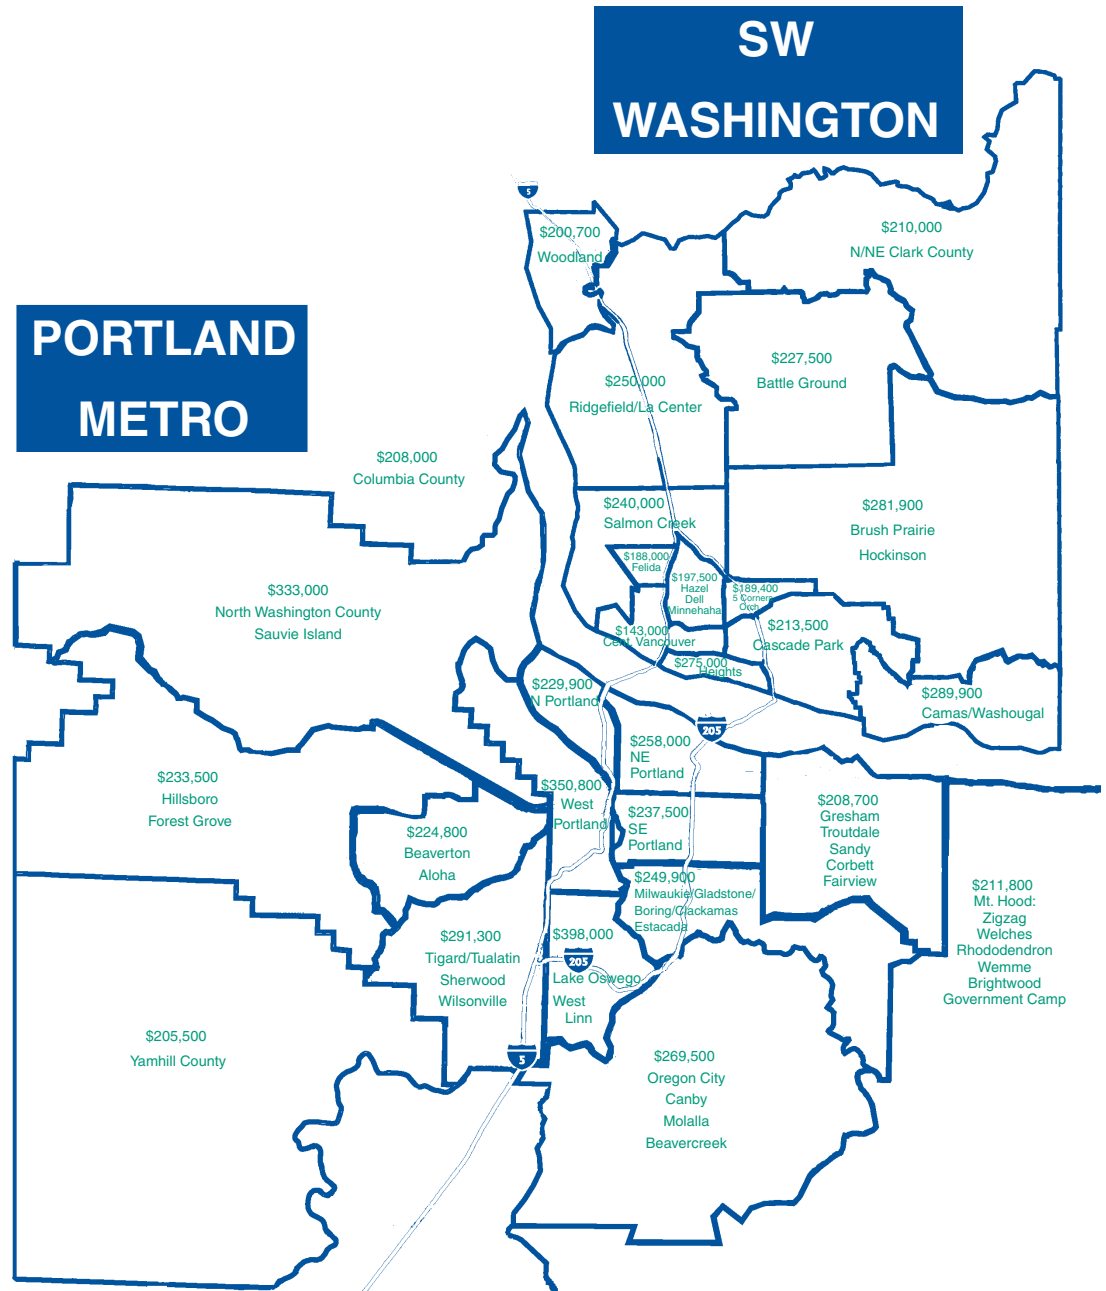 SW
WASHINGTON
5
$200,700
Woodland
$210,000
N/NE Clark County
PORTLAND
METRO
$227,500
Battle Ground
$250,000
Ridgefield/La Center
$208,000
Columbia County
$240,000
Salmon Creek
$281,900
Brush Prairie
Hockinson
$188,000
Felida
$197,500
Hazel
Dell
Minnehaha
$189,400
5 Corners
Orch
$333,000
North Washington County
Sauvie Island
$143,000
Cent. Vancouver
$213,500
Cascade Park
$275,000
Heights
$229,900
N Portland
$289,900
Camas/Washougal
205
$258,000
NE
Portland
$233,500
Hillsboro
Forest Grove
$350,800
West
Portland
$237,500
SE
Portland
$208,700
Gresham
Troutdale
Sandy
Corbett
Fairview
$224,800
Beaverton
Aloha
$249,900
Milwaukie/Gladstone/
Boring/Clackamas
Estacada
$211,800
Mt. Hood:
Zigzag
Welches
Rhododendron
Wemme
Brightwood
Government Camp
$291,300
Tigard/Tualatin
Sherwood
Wilsonville
$398,000
205
Lake Oswego
West
Linn
$205,500
Yamhill County
5
$269,500
Oregon City
Canby
Molalla
Beavercreek